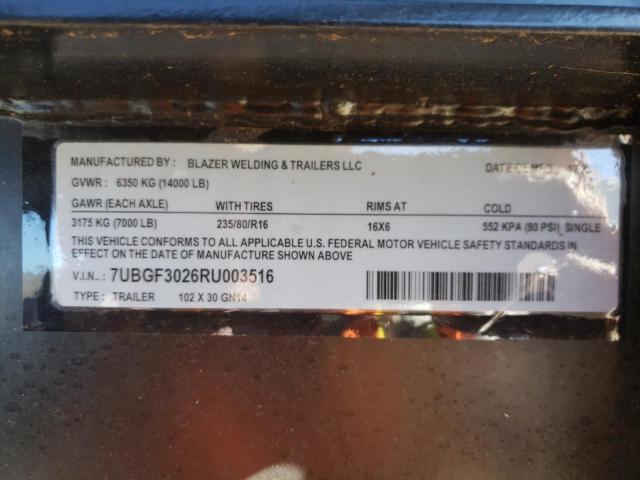 MANUFACTURED BY : BLAZER WELDING & TRAILERS LLC DATE OF MFD
GVWR : 6350 KG (14000 LB)
GAWR (EACH AXLE) WITH TIRES RIMS AT COLD
3175 KG (7000 LB) 235/80/R16 16X6 552 KPA (80 PSI) SINGLE
THIS VEHICLE CONFORMS TO ALL APPLICABLE U.S. FEDERAL MOTOR VEHICLE SAFETY STANDARDS IN
EFFECT ON THE DATE OF MANUFACTURE SHOWN ABOVE
V.I.N.. : 7UBGF3026RU003516
TYPE : TRAILER 102 X 30 GN14